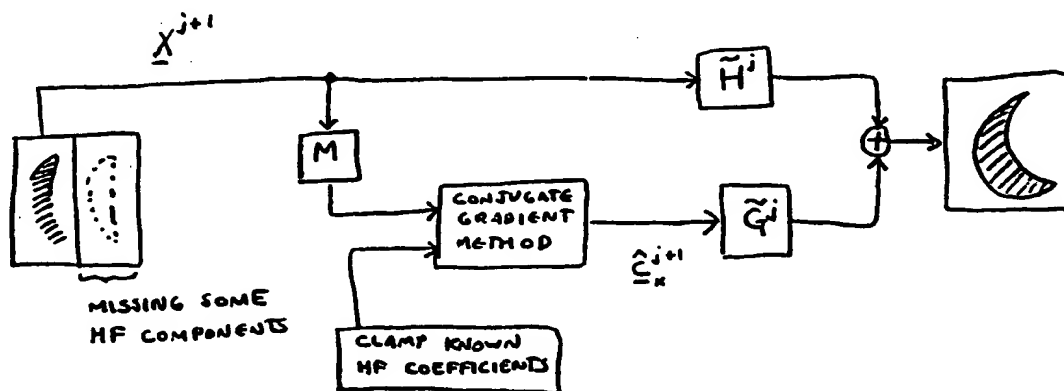 X^{j+1}
H̃^j
M
+
CONJUGATE
GRADIENT
METHOD
G̃^j
Ĉ_x^{j+1}
MISSING SOME
HF COMPONENTS
CLAMP KNOWN
HF COEFFICIENTS